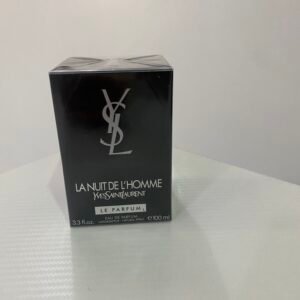 YSL
LA NUIT DE L'HOMME
YVESSAINTLAURENT
LE PARFUM
EAU DE PARFUM
3.3 fl.oz. ℮100 ml